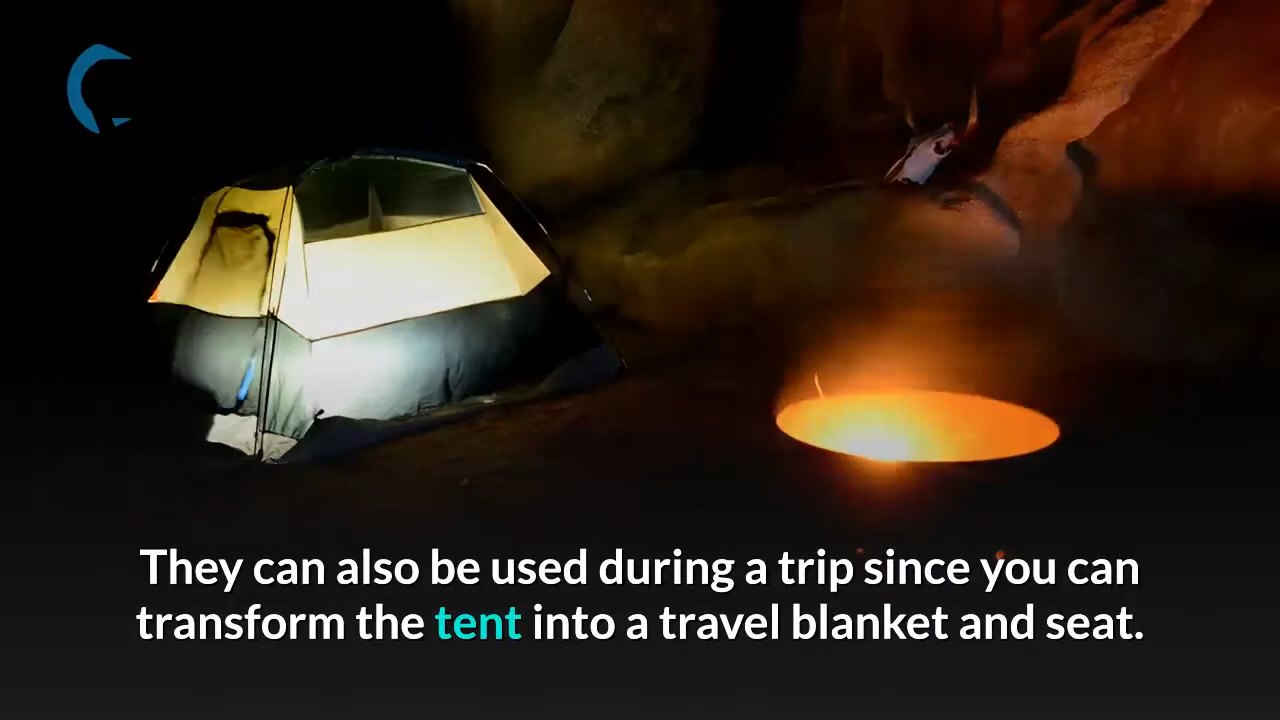 They can also be used during a trip since you can
transform the tent into a travel blanket and seat.